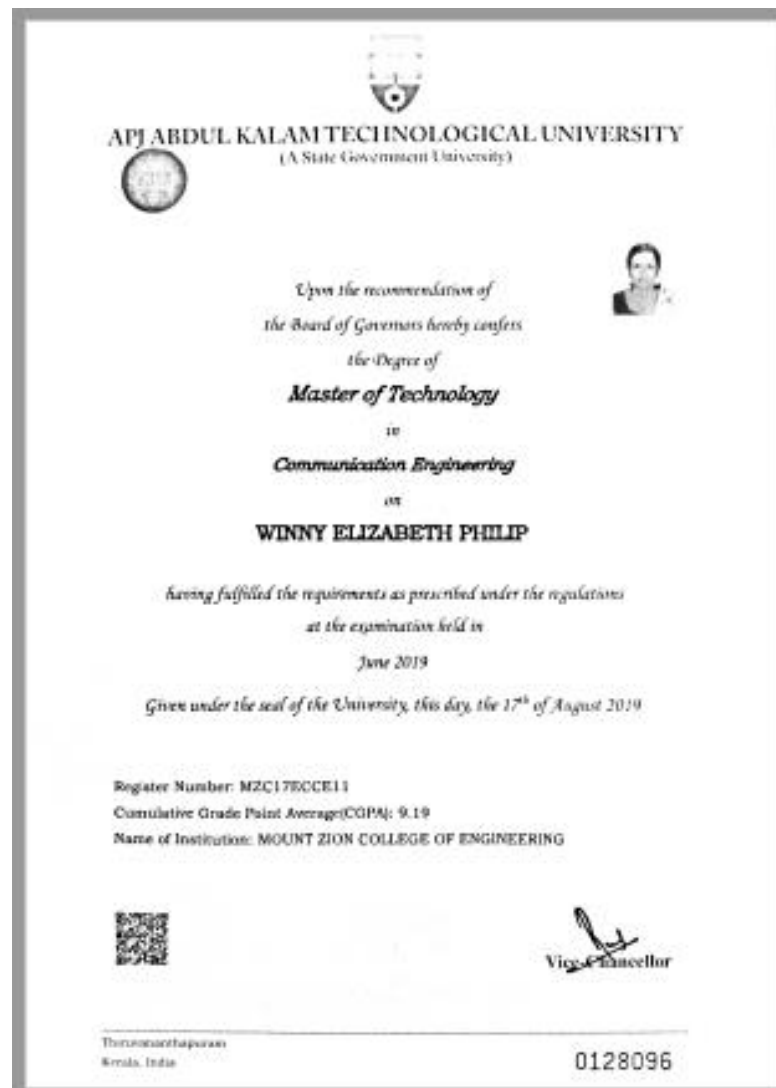 APJ ABDUL KALAM TECHNOLOGICAL UNIVERSITY
(A State Government University)
Upon the recommendation of
the Board of Governors hereby confers
the Degree of
Master of Technology
in
Communication Engineering
on
WINNY ELIZABETH PHILIP
having fulfilled the requirements as prescribed under the regulations
at the examination held in
June 2019
Given under the seal of the University, this day, the 17th of August 2019
Register Number: MZC17ECCE11
Cumulative Grade Point Average(CGPA): 9.19
Name of Institution: MOUNT ZION COLLEGE OF ENGINEERING
Vice-Chancellor
Thiruvananthapuram
Kerala, India
0128096